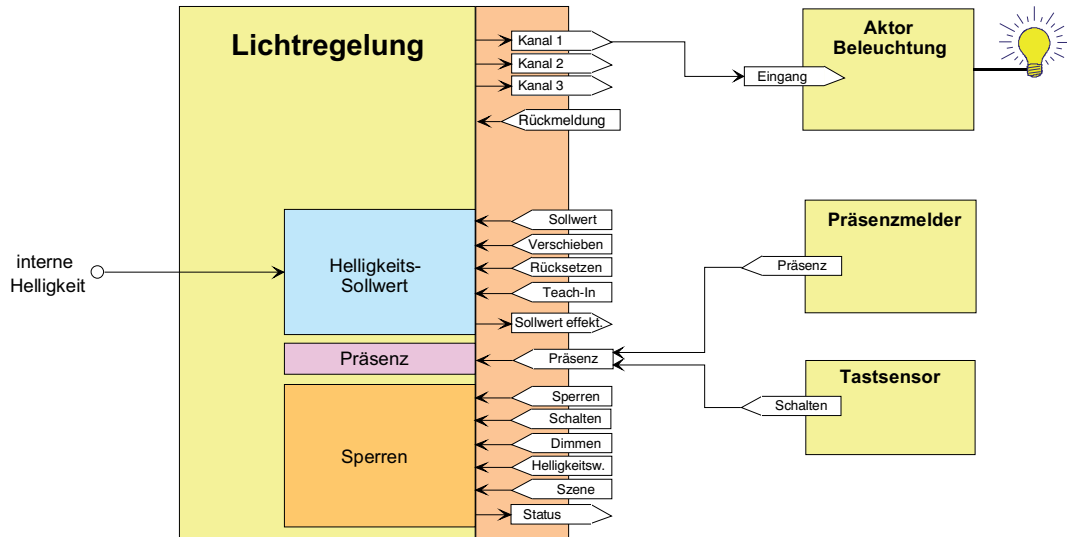 Lichtregelung
Kanal 1
Kanal 2
Kanal 3
Rückmeldung
Aktor
Beleuchtung
Eingang
interne
Helligkeit
Helligkeits-
Sollwert
Sollwert
Verschieben
Rücksetzen
Teach-In
Sollwert effekt.
Präsenz
Präsenz
Präsenzmelder
Präsenz
Tastsensor
Schalten
Sperren
Sperren
Schalten
Dimmen
Helligkeitsw.
Szene
Status